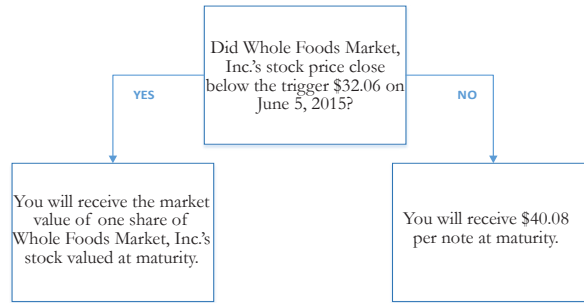 Did Whole Foods Market,
Inc.'s stock price close
below the trigger $32.06 on
June 5, 2015?
YES
NO
You will receive the market
value of one share of
Whole Foods Market, Inc.'s
stock valued at maturity.
You will receive $40.08
per note at maturity.